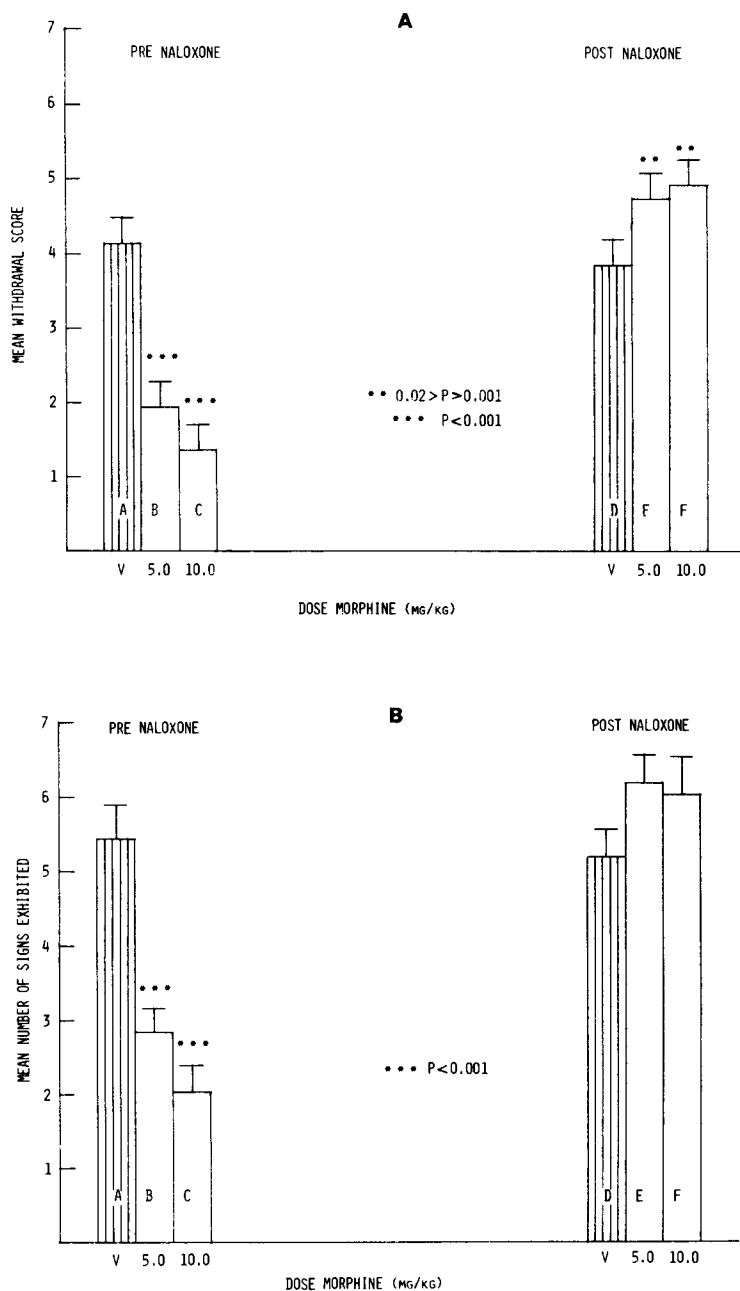 A
7
PRE NALOXONE
POST NALOXONE
6
5
4
3
2
1
MEAN WITHDRAWAL SCORE
•• ••
••• •••
•• 0.02>P>0.001
••• P<0.001
A B C D E F
V 5.0 10.0 V 5.0 10.0
DOSE MORPHINE (MG/KG)
B
7
PRE NALOXONE
POST NALOXONE
6
5
4
3
2
1
MEAN NUMBER OF SIGNS EXHIBITED
••• •••
••• P<0.001
A B C D E F
V 5.0 10.0 V 5.0 10.0
DOSE MORPHINE (MG/KG)